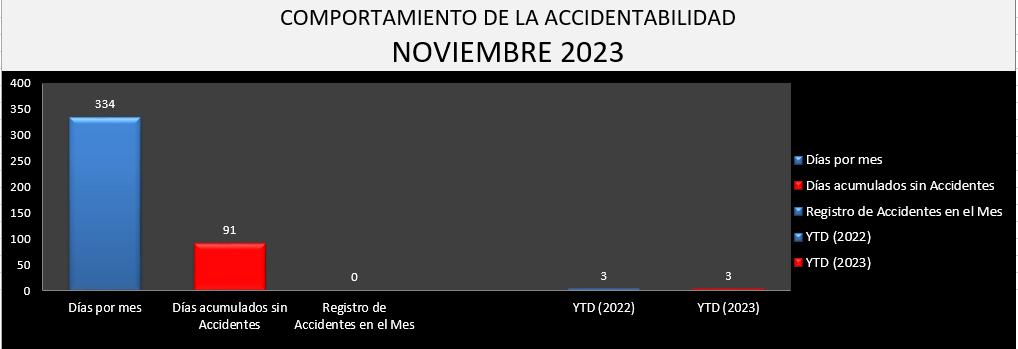 COMPORTAMIENTO DE LA ACCIDENTABILIDAD
NOVIEMBRE 2023
400
350
300
250
200
150
100
50
0
334
91
0
3
3
Días por mes
Días acumulados sin
Accidentes
Registro de
Accidentes en el Mes
YTD (2022)
YTD (2023)
Días por mes
Días acumulados sin Accidentes
Registro de Accidentes en el Mes
YTD (2022)
YTD (2023)